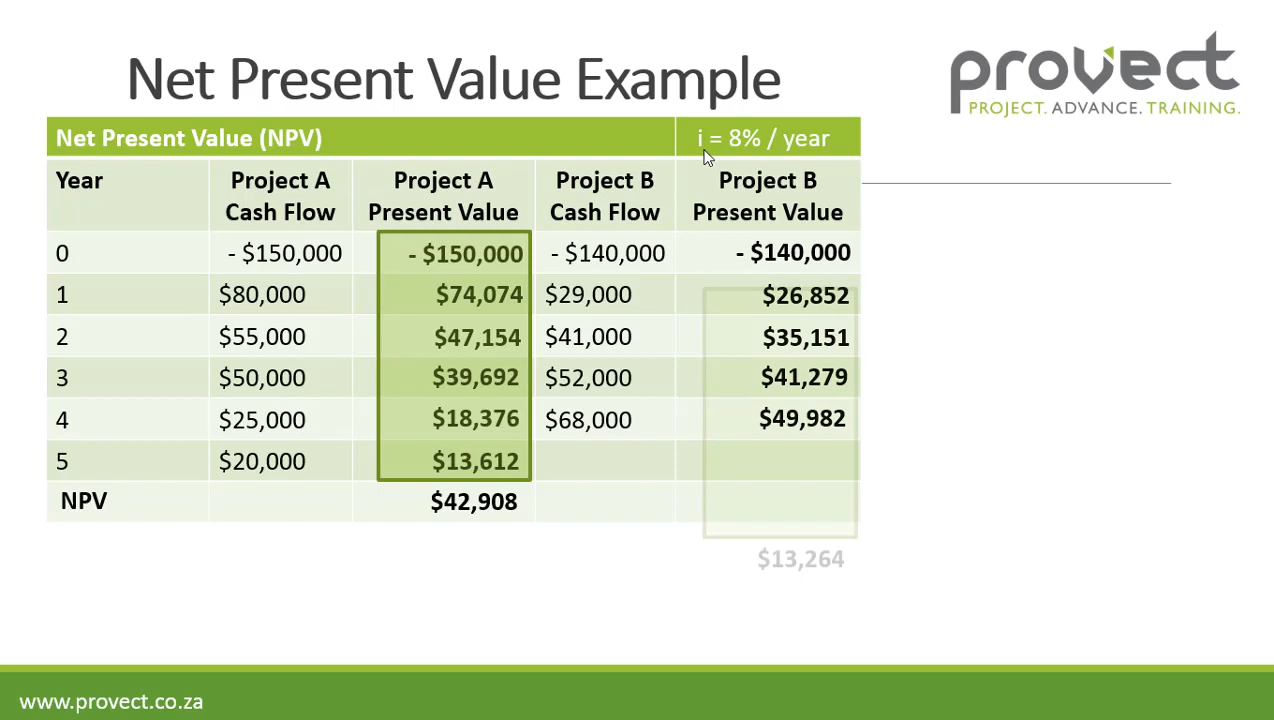 Net Present Value Example
provect
PROJECT. ADVANCE. TRAINING.
Net Present Value (NPV) i = 8% / year
Year Project A Cash Flow Project A Present Value Project B Cash Flow Project B Present Value
0 - $150,000 - $150,000 - $140,000 - $140,000
1 $80,000 $74,074 $29,000 $26,852
2 $55,000 $47,154 $41,000 $35,151
3 $50,000 $39,692 $52,000 $41,279
4 $25,000 $18,376 $68,000 $49,982
5 $20,000 $13,612
NPV $42,908
$13,264
www.provect.co.za